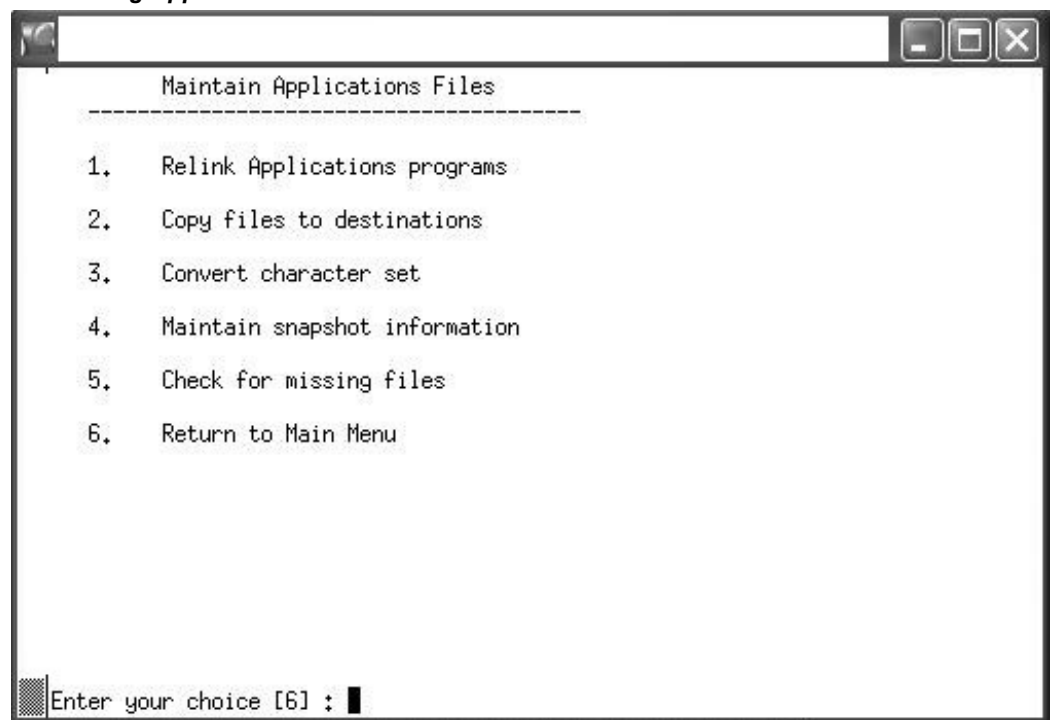 Maintain Applications Files
----------------------------------------
1. Relink Applications programs
2. Copy files to destinations
3. Convert character set
4. Maintain snapshot information
5. Check for missing files
6. Return to Main Menu
Enter your choice [6] :